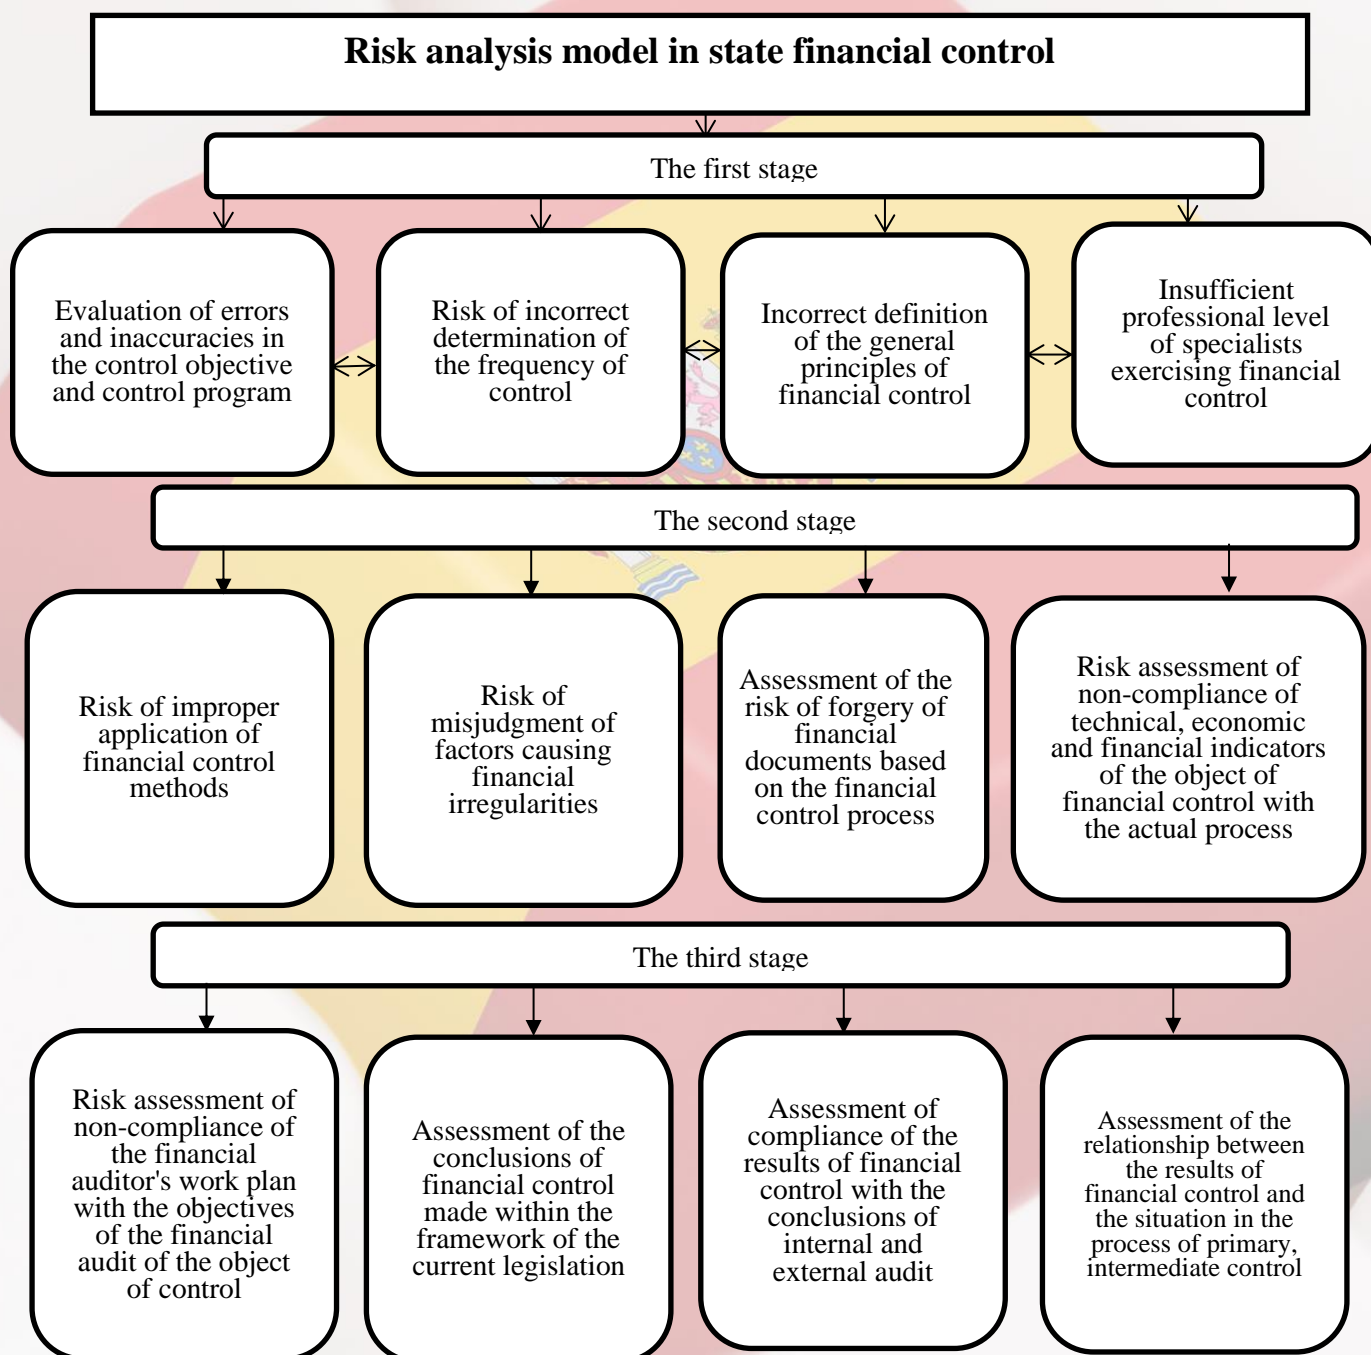 Risk analysis model in state financial control
The first stage
Evaluation of errors
and inaccuracies in
the control objective
and control program
Risk of incorrect
determination of
the frequency of
control
Incorrect definition
of the general
principles of
financial control
Insufficient
professional level
of specialists
exercising financial
control
The second stage
Risk of improper
application of
financial control
methods
Risk of
misjudgment of
factors causing
financial
irregularities
Assessment of the
risk of forgery of
financial
documents based
on the financial
control process
Risk assessment of
non-compliance of
technical, economic
and financial indicators
of the object of
financial control with
the actual process
The third stage
Risk assessment of
non-compliance of
the financial
auditor's work plan
with the objectives
of the financial
audit of the object
of control
Assessment of the
conclusions of
financial control
made within the
framework of the
current legislation
Assessment of
compliance of the
results of financial
control with the
conclusions of
internal and
external audit
Assessment of the
relationship between
the results of
financial control and
the situation in the
process of primary,
intermediate control